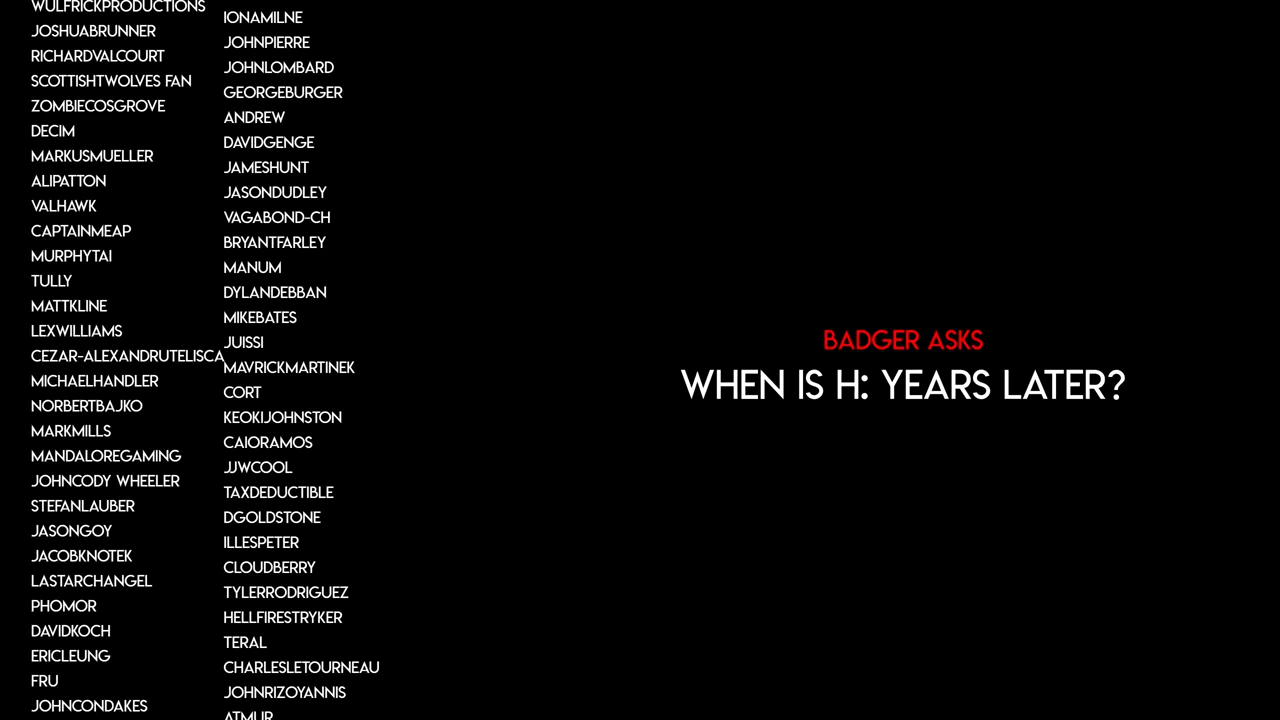 WULFRICKPRODUCTIONS
JOSHUABRUNNER
RICHARDVALCOURT
SCOTTISHTWOLVES FAN
ZOMBIECOSGROVE
DECIM
MARKUSMUELLER
ALIPATTON
VALHAWK
CAPTAINMEAP
MURPHYTAI
TULLY
MATTKLINE
LEXWILLIAMS
CEZAR-ALEXANDRUTELISCA
MICHAELHANDLER
NORBERTBAJKO
MARKMILLS
MANDALOREGAMING
JOHNCODY WHEELER
STEFANLAUBER
JASONGOY
JACOBKNOTEK
LASTARCHANGEL
PHOMOR
DAVIDKOCH
ERICLEUNG
FRU
JOHNCONDAKES
IONAMILNE
JOHNPIERRE
JOHNLOMBARD
GEORGEBURGER
ANDREW
DAVIDGENGE
JAMESHUNT
JASONDUDLEY
VAGABOND-CH
BRYANTFARLEY
MANUM
DYLANDEBBAN
MIKEBATES
JUISSI
MAVRICKMARTINEK
CORT
KEOKIJOHNSTON
CAIORAMOS
JJWCOOL
TAXDEDUCTIBLE
DGOLDSTONE
ILLESPETER
CLOUDBERRY
TYLERRODRIGUEZ
HELLFIRESTRYKER
TERAL
CHARLESLETOURNEAU
JOHNRIZOYANNIS
ATMUR
BADGER ASKS
WHEN IS H: YEARS LATER?